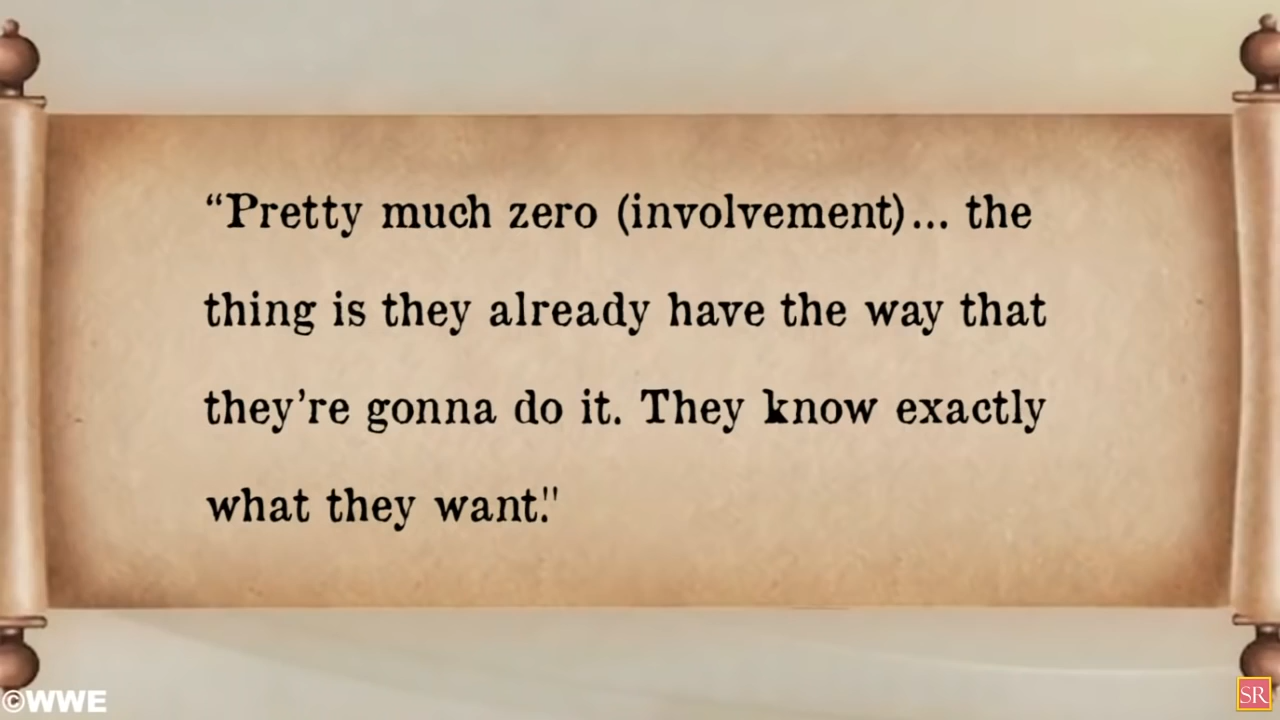 “Pretty much zero (involvement)... the
thing is they already have the way that
they’re gonna do it. They know exactly
what they want."
©WWE
SR